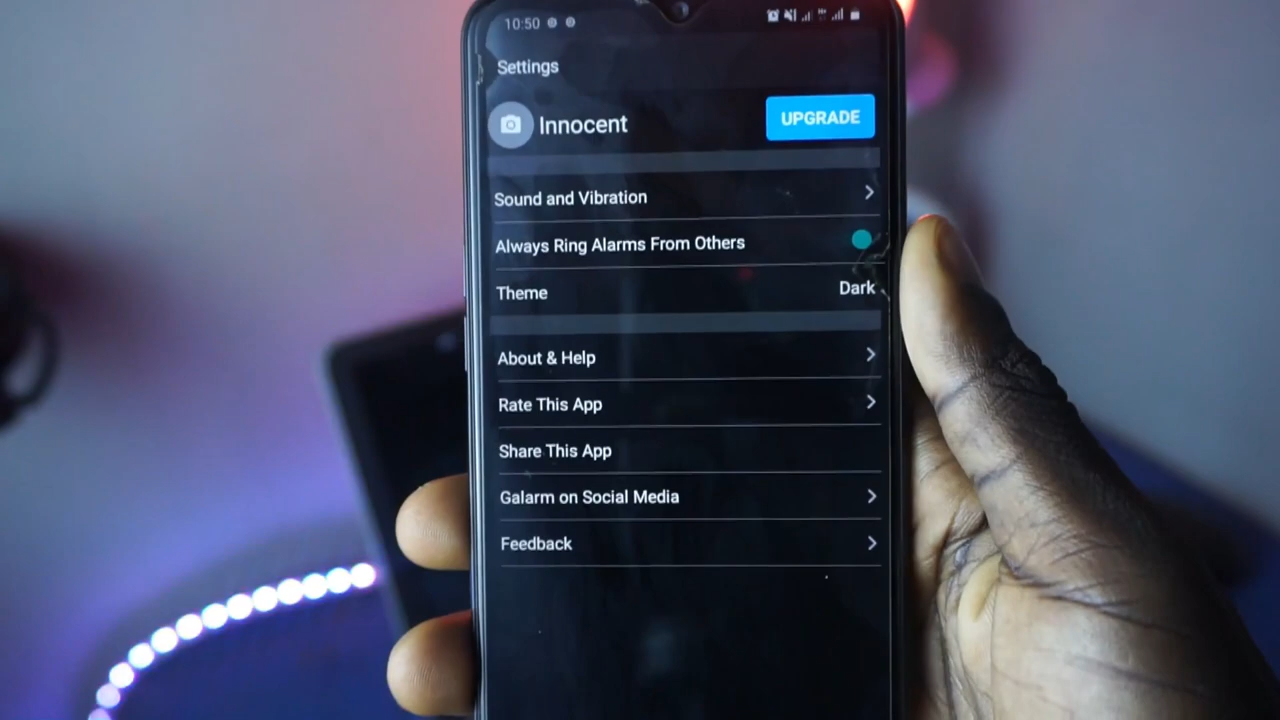 10:50
Settings
Innocent
UPGRADE
Sound and Vibration
Always Ring Alarms From Others
Theme
Dark
About & Help
Rate This App
Share This App
Galarm on Social Media
Feedback